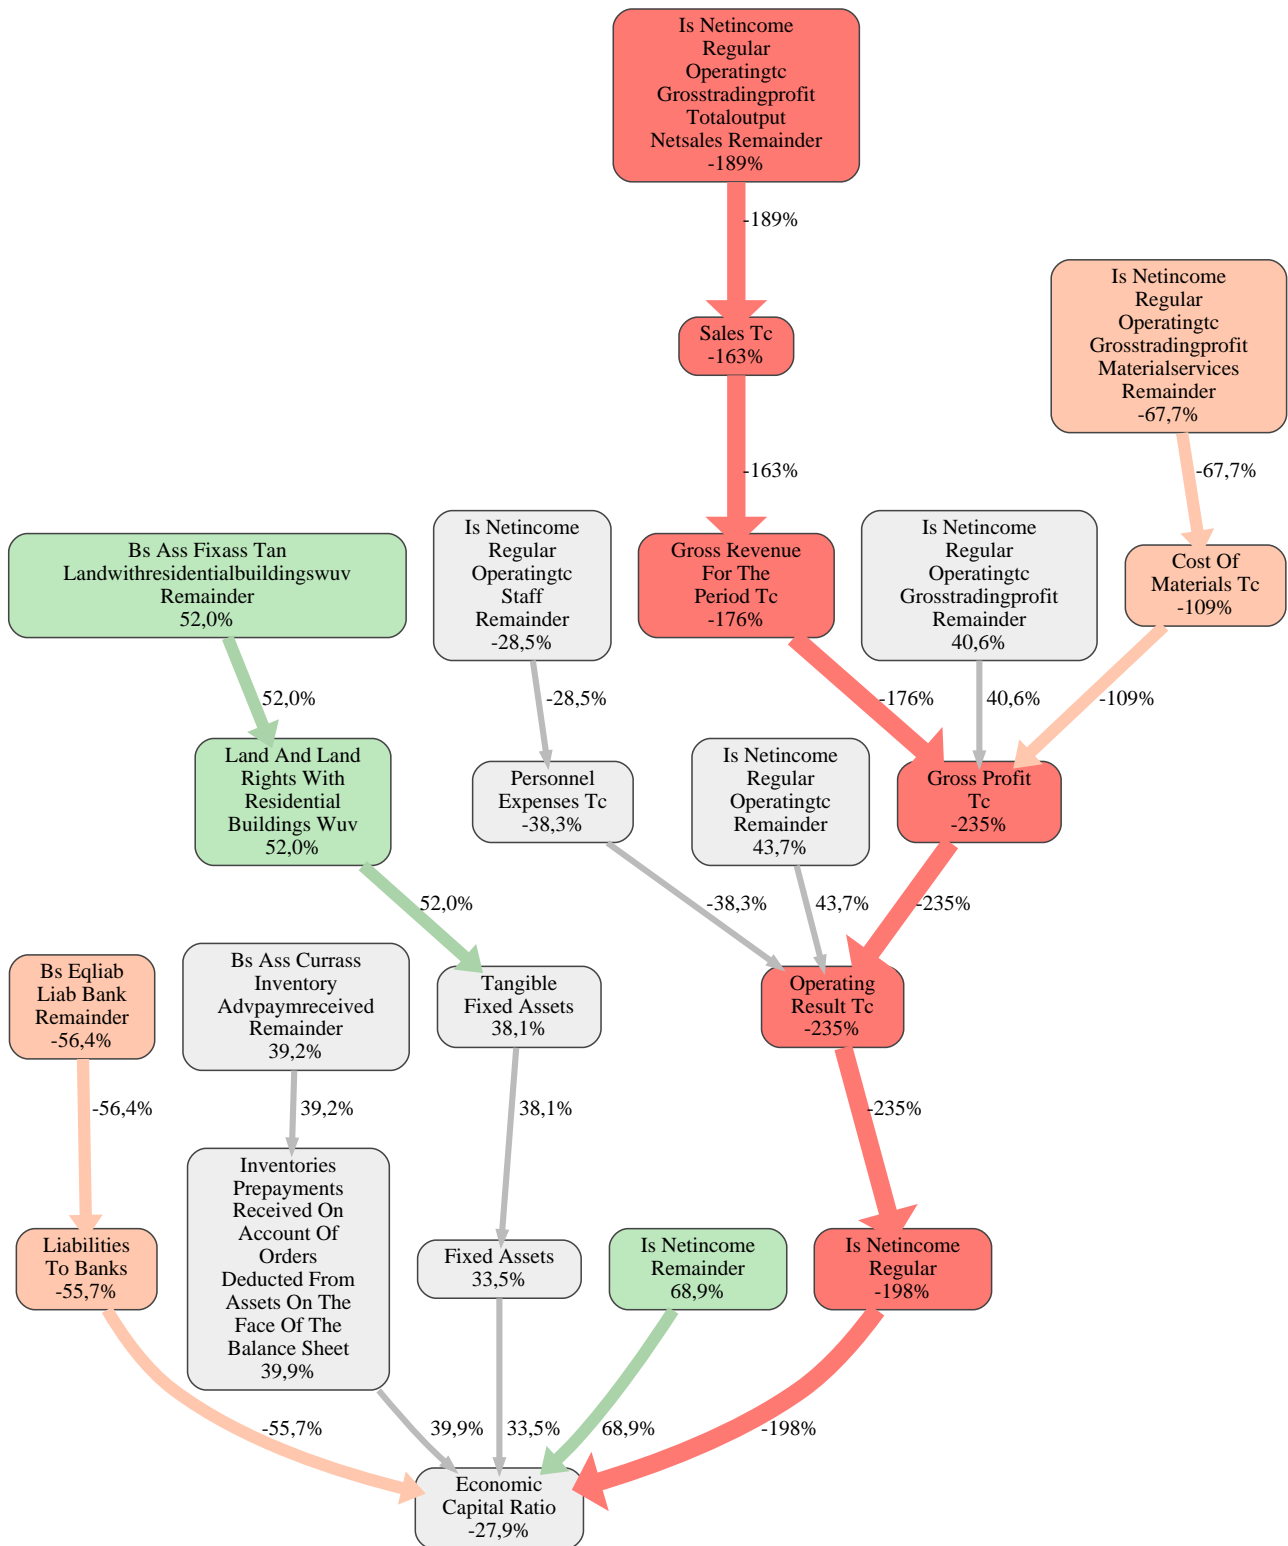 Is Netincome
Regular
Operatingtc
Grosstradingprofit
Totaloutput
Netsales Remainder
-189%
-189%
Is Netincome
Regular
Operatingtc
Grosstradingprofit
Materialservices
Remainder
-67,7%
Sales Tc
-163%
-163%
-67,7%
Bs Ass Fixass Tan
Landwithresidentialbuildingswuv
Remainder
52,0%
Is Netincome
Regular
Operatingtc
Staff
Remainder
-28,5%
Gross Revenue
For The
Period Tc
-176%
Is Netincome
Regular
Operatingtc
Grosstradingprofit
Remainder
40,6%
Cost Of
Materials Tc
-109%
52,0%
-28,5%
-176%
40,6%
-109%
Land And Land
Rights With
Residential
Buildings Wuv
52,0%
Personnel
Expenses Tc
-38,3%
Is Netincome
Regular
Operatingtc
Remainder
43,7%
Gross Profit
Tc
-235%
52,0%
-38,3%
43,7%
-235%
Bs Eqliab
Liab Bank
Remainder
-56,4%
Bs Ass Currass
Inventory
Advpaymreceived
Remainder
39,2%
Tangible
Fixed Assets
38,1%
Operating
Result Tc
-235%
-56,4%
39,2%
38,1%
-235%
Liabilities
To Banks
-55,7%
Inventories
Prepayments
Received On
Account Of
Orders
Deducted From
Assets On The
Face Of The
Balance Sheet
39,9%
Fixed Assets
33,5%
Is Netincome
Remainder
68,9%
Is Netincome
Regular
-198%
-55,7%
39,9%
33,5%
68,9%
-198%
Economic
Capital Ratio
-27,9%